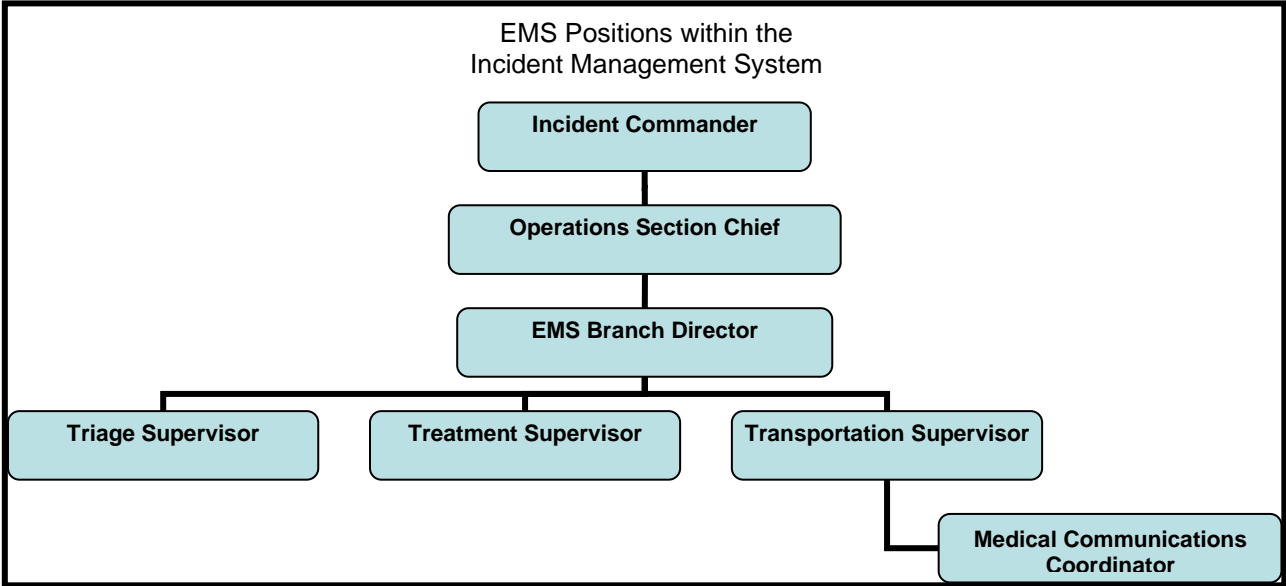 EMS Positions within the
Incident Management System
Incident Commander
Operations Section Chief
EMS Branch Director
Triage Supervisor
Treatment Supervisor
Transportation Supervisor
Medical Communications
Coordinator